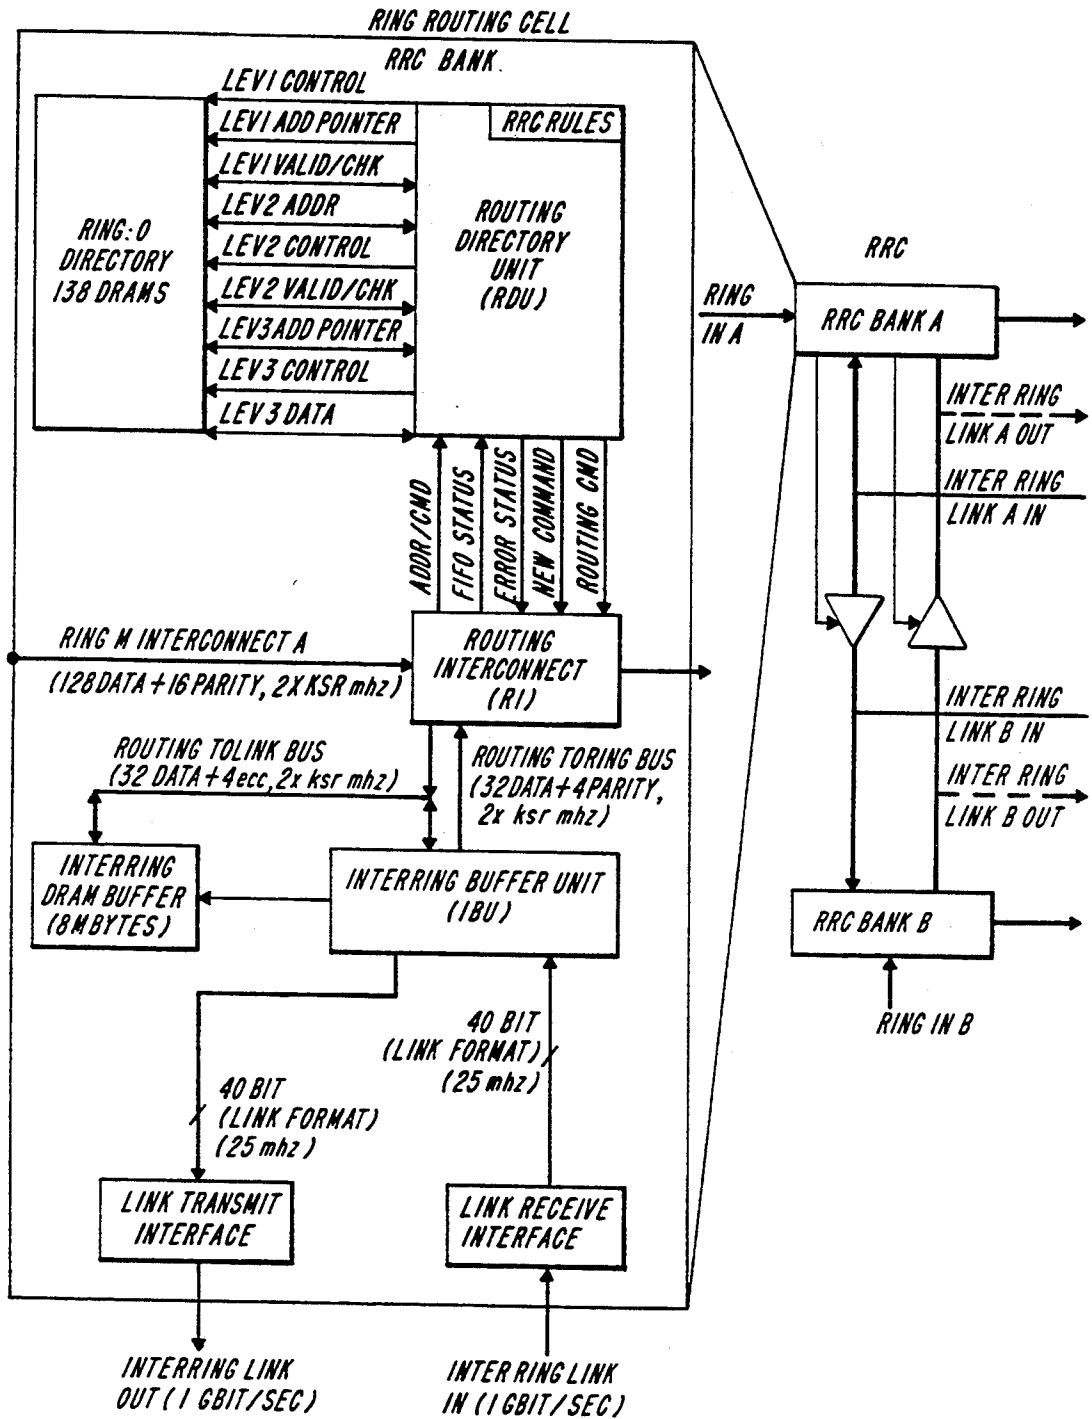 RING ROUTING CELL
RRC BANK
LEV1 CONTROL
LEV1 ADD POINTER
LEV1 VALID/CHK
LEV2 ADDR
LEV2 CONTROL
LEV2 VALID/CHK
LEV3 ADD POINTER
LEV3 CONTROL
LEV3 DATA
RING:0
DIRECTORY
138 DRAMS
RRC RULES
ROUTING
DIRECTORY
UNIT
(RDU)
ADDR/CMD
FIFO STATUS
ERROR STATUS
NEW COMMAND
ROUTING CMD
RING M INTERCONNECT A
(128 DATA + 16 PARITY, 2X KSR mhz)
ROUTING
INTERCONNECT
(RI)
ROUTING TOLINK BUS
(32 DATA + 4 ecc, 2x ksr mhz)
ROUTING TORING BUS
(32 DATA + 4 PARITY,
2x ksr mhz)
INTERRING
DRAM BUFFER
(8 MBYTES)
INTERRING BUFFER UNIT
(IBU)
40 BIT
(LINK FORMAT)
(25 mhz)
40 BIT
(LINK FORMAT)
(25 mhz)
LINK TRANSMIT
INTERFACE
LINK RECEIVE
INTERFACE
INTERRING LINK
OUT (1 GBIT/SEC)
INTER RING LINK
IN (1 GBIT/SEC)
RRC
RING
IN A
RRC BANK A
INTER RING
LINK A OUT
INTER RING
LINK A IN
INTER RING
LINK B IN
INTER RING
LINK B OUT
RRC BANK B
RING IN B